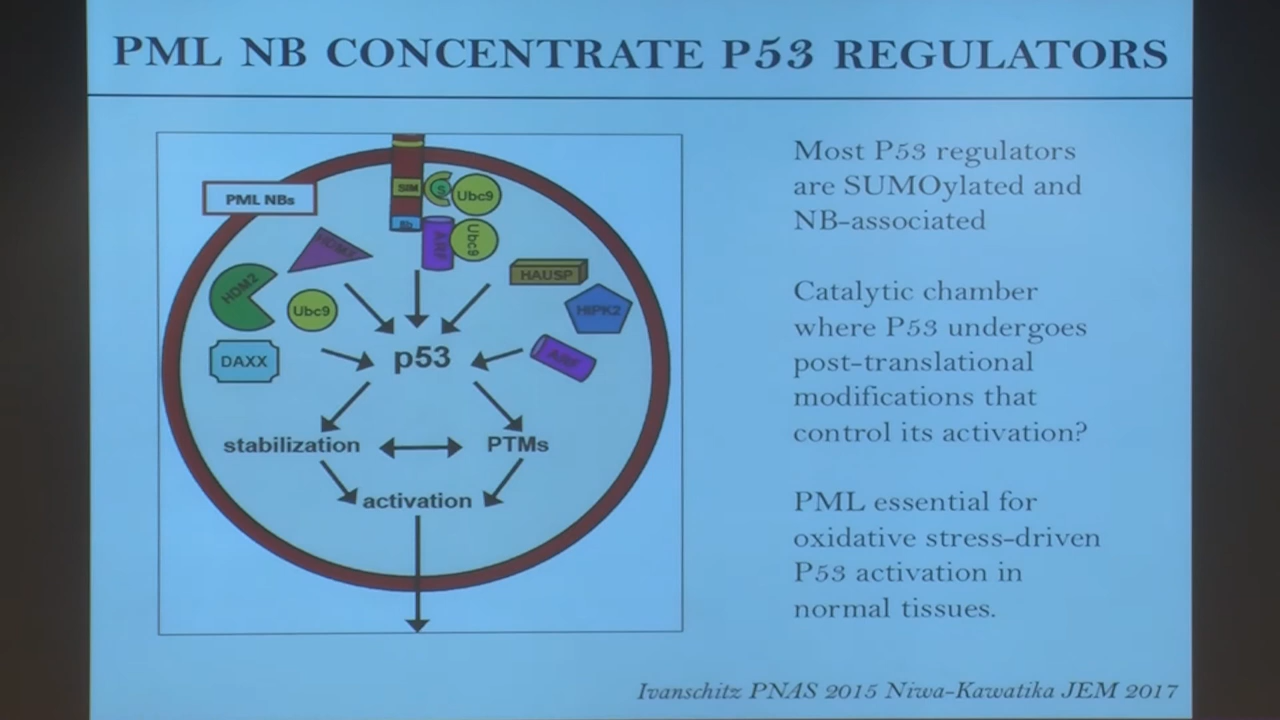 PML NB CONCENTRATE P53 REGULATORS
PML NBs
SIM
S
Ubc9
ARF
Ubc9
HDM2
Ubc9
DAXX
HAUSP
HIPK2
ARF
p53
stabilization
PTMs
activation
Most P53 regulators
are SUMOylated and
NB-associated
Catalytic chamber
where P53 undergoes
post-translational
modifications that
control its activation?
PML essential for
oxidative stress-driven
P53 activation in
normal tissues.
Ivanschitz PNAS 2015 Niwa-Kawatika JEM 2017